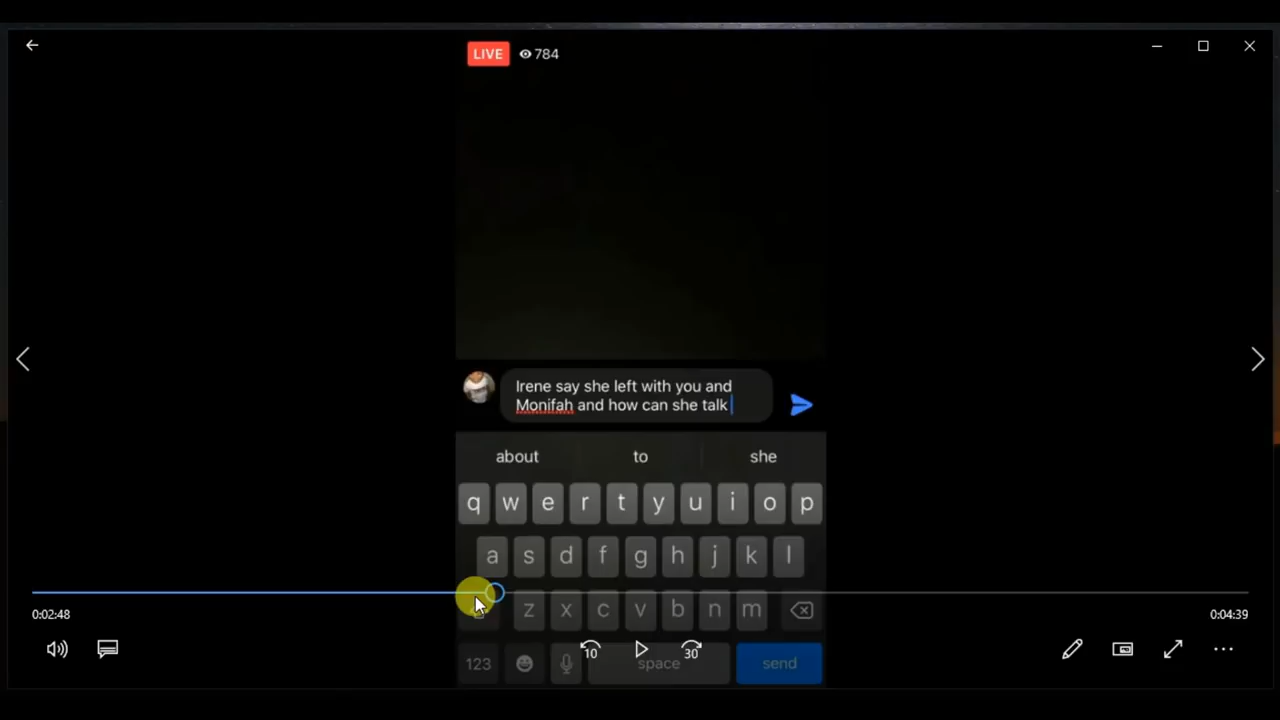 LIVE 784
Irene say she left with you and
Monifah and how can she talk
about to she
q w e r t y u i o p
a s d f g h j k l
z x c v b n m
0:02:48 0:04:39
10 30
123 space send